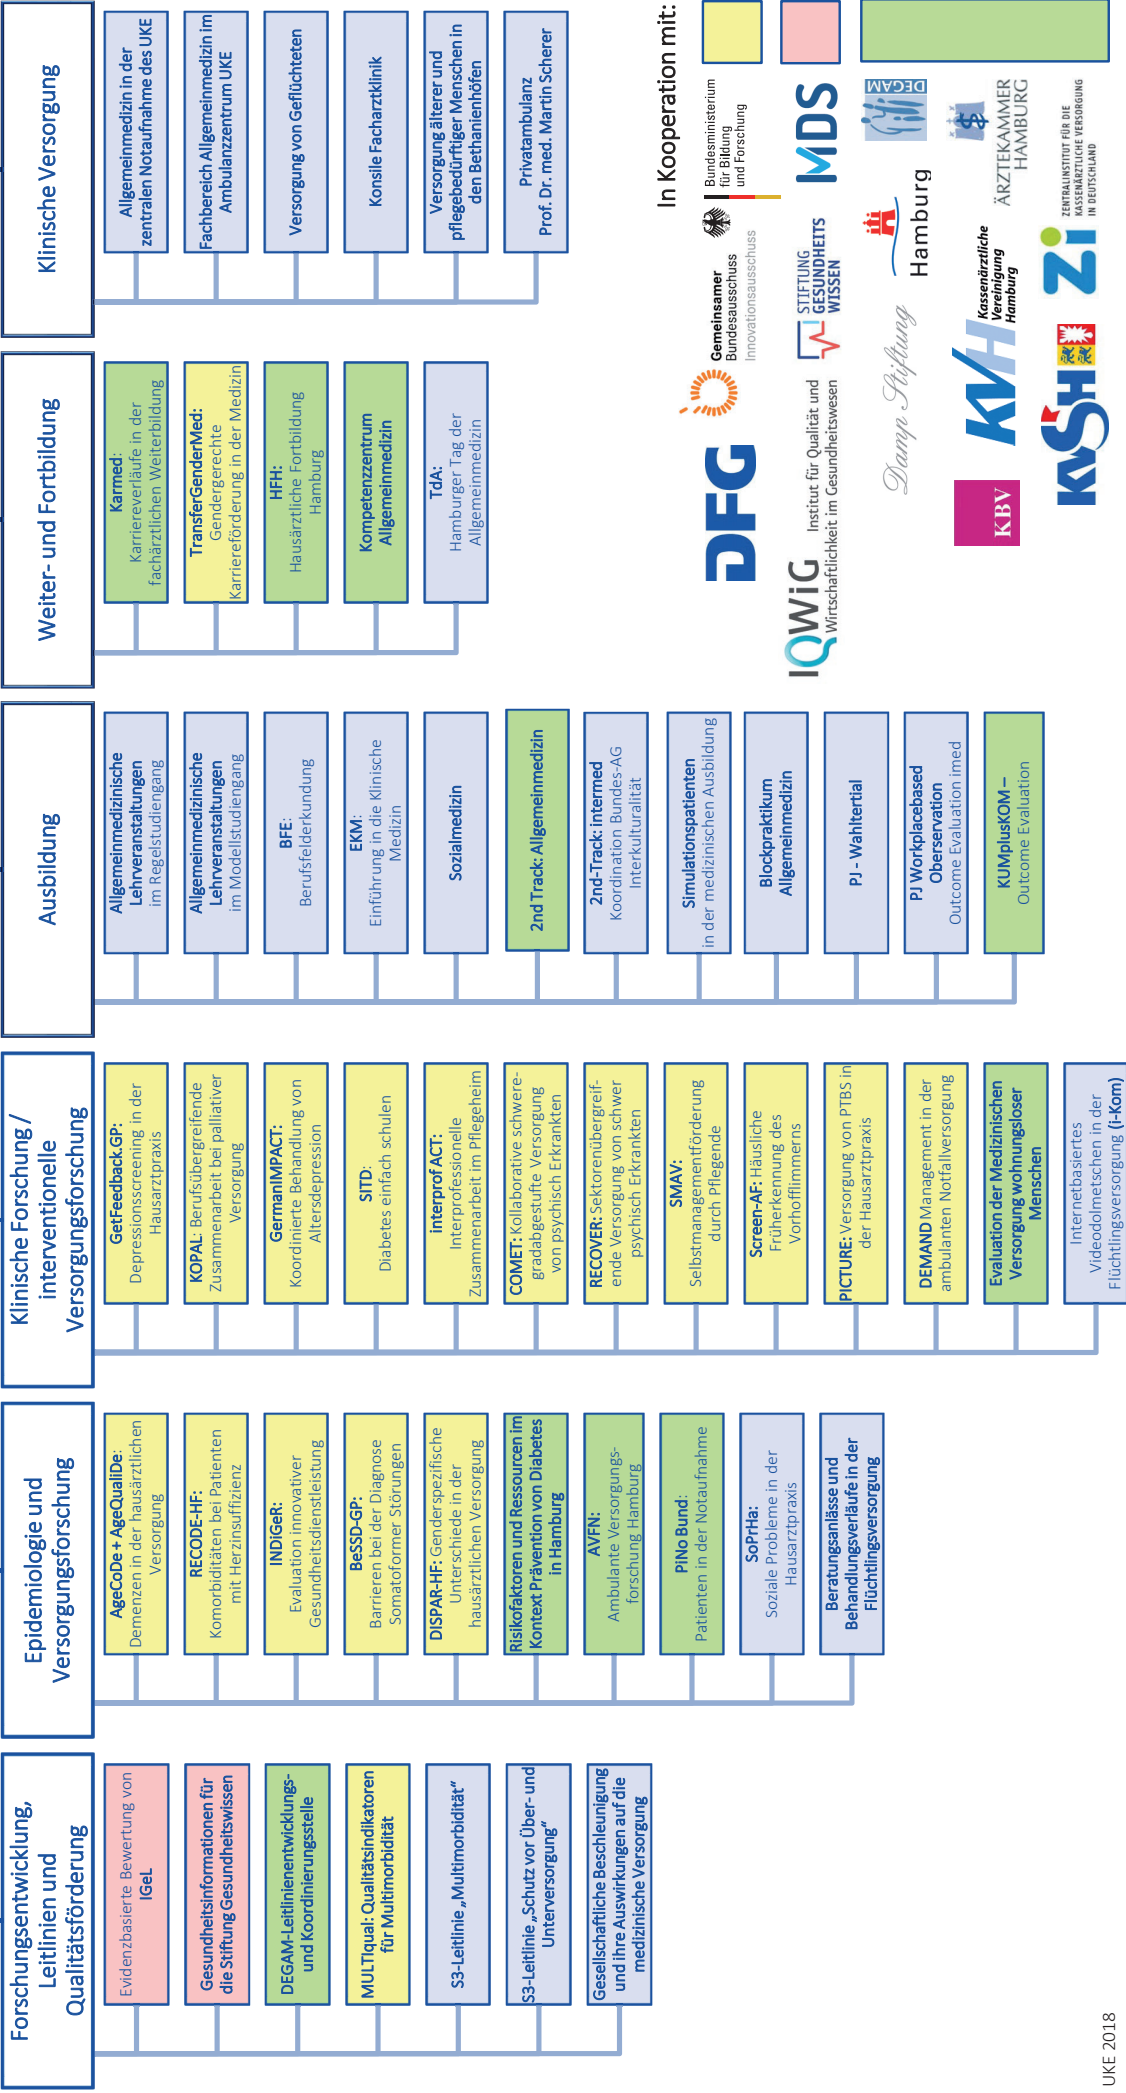 Forschungsentwicklung,
Leitlinien und
Qualitätsförderung
Evidenzbasierte Bewertung von
IGeL
Gesundheitsinformationen für
die Stiftung Gesundheitswissen
DEGAM-Leitlinienentwicklungs-
und Koordinierungsstelle
MULTIqual: Qualitätsindikatoren
für Multimorbidität
S3-Leitlinie „Multimorbidität“
S3-Leitlinie „Schutz vor Über- und
Unterversorgung“
Gesellschaftliche Beschleunigung
und ihre Auswirkungen auf die
medizinische Versorgung
Epidemiologie und
Versorgungsforschung
AgeCoDe + AgeQualiDe:
Demenzen in der hausärztlichen
Versorgung
RECODE-HF:
Komorbiditäten bei Patienten
mit Herzinsuffizienz
INDiGeR:
Evaluation innovativer
Gesundheitsdienstleistung
BeSSD-GP:
Barrieren bei der Diagnose
Somatoformer Störungen
DISPAR-HF: Genderspezifische
Unterschiede in der
hausärztlichen Versorgung
Risikofaktoren und Ressourcen im
Kontext Prävention von Diabetes
in Hamburg
AVFN:
Ambulante Versorgungs-
forschung Hamburg
PiNo Bund:
Patienten in der Notaufnahme
SoPrHa:
Soziale Probleme in der
Hausarztpraxis
Beratungsanlässe und
Behandlungsverläufe in der
Flüchtlingsversorgung
Klinische Forschung /
interventionelle
Versorgungsforschung
GetFeedback.GP:
Depressionsscreening in der
Hausarztpraxis
KOPAL: Berufsübergreifende
Zusammenarbeit bei palliativer
Versorgung
GermanIMPACT:
Koordinierte Behandlung von
Altersdepression
SITD:
Diabetes einfach schulen
interprof ACT:
Interprofessionelle
Zusammenarbeit im Pflegeheim
COMET: Kollaborative schwere-
gradabgestufte Versorgung
von psychisch Erkrankten
RECOVER: Sektorenübergreif-
ende Versorgung von schwer
psychisch Erkrankten
SMAV:
Selbstmanagementförderung
durch Pflegende
Screen-AF: Häusliche
Früherkennung des
Vorhofflimmerns
PICTURE: Versorgung von PTBS in
der Hausarztpraxis
DEMAND Management in der
ambulanten Notfallversorgung
Evaluation der Medizinischen
Versorgung wohnungsloser
Menschen
Internetbasiertes
Videodolmetschen in der
Flüchtlingsversorgung (i-Kom)
Ausbildung
Allgemeinmedizinische
Lehrveranstaltungen
im Regelstudiengang
Allgemeinmedizinische
Lehrveranstaltungen
im Modellstudiengang
BFE:
Berufsfelderkundung
EKM:
Einführung in die Klinische
Medizin
Sozialmedizin
2nd Track: Allgemeinmedizin
2nd-Track: intermed
Koordination Bundes-AG
Interkulturalität
Simulationspatienten
in der medizinischen Ausbildung
Blockpraktikum
Allgemeinmedizin
PJ - Wahltertial
PJ Workplacebased
Oberservation
Outcome Evaluation imed
KUMplusKOM –
Outcome Evaluation
Weiter- und Fortbildung
Karmed:
Karriereverläufe in der
fachärztlichen Weiterbildung
TransferGenderMed:
Gendergerechte
Karriereförderung in der Medizin
HFH:
Hausärztliche Fortbildung
Hamburg
Kompetenzzentrum
Allgemeinmedizin
TdA:
Hamburger Tag der
Allgemeinmedizin
Klinische Versorgung
Allgemeinmedizin in der
zentralen Notaufnahme des UKE
Fachbereich Allgemeinmedizin im
Ambulanzzentrum UKE
Versorgung von Geflüchteten
Konsile Facharztklinik
Versorgung älterer und
pflegebedürftiger Menschen in
den Bethanienhöfen
Privatambulanz
Prof. Dr. med. Martin Scherer
In Kooperation mit:
DFG
Gemeinsamer
Bundesausschuss
Innovationsausschuss
Bundesministerium
für Bildung
und Forschung
IQWiG
Institut für Qualität und
Wirtschaftlichkeit im Gesundheitswesen
STIFTUNG
GESUNDHEITS
WISSEN
MDS
Damp Stiftung
Hamburg
DEGAM
KBV
KVH
Kassenärztliche
Vereinigung
Hamburg
ÄRZTEKAMMER
HAMBURG
KVSH
Zi
ZENTRALINSTITUT FÜR DIE
KASSENÄRZTLICHE VERSORGUNG
IN DEUTSCHLAND
UKE 2018